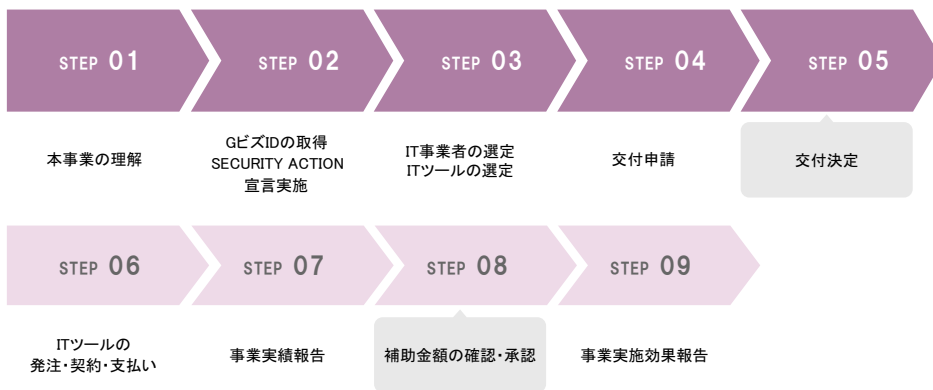 STEP 01
STEP 02
STEP 03
STEP 04
STEP 05
本事業の理解
GビズIDの取得
SECURITY ACTION
宣言実施
IT事業者の選定
ITツールの選定
交付申請
交付決定
STEP 06
STEP 07
STEP 08
STEP 09
ITツールの
発注・契約・支払い
事業実績報告
補助金額の確認・承認
事業実施効果報告